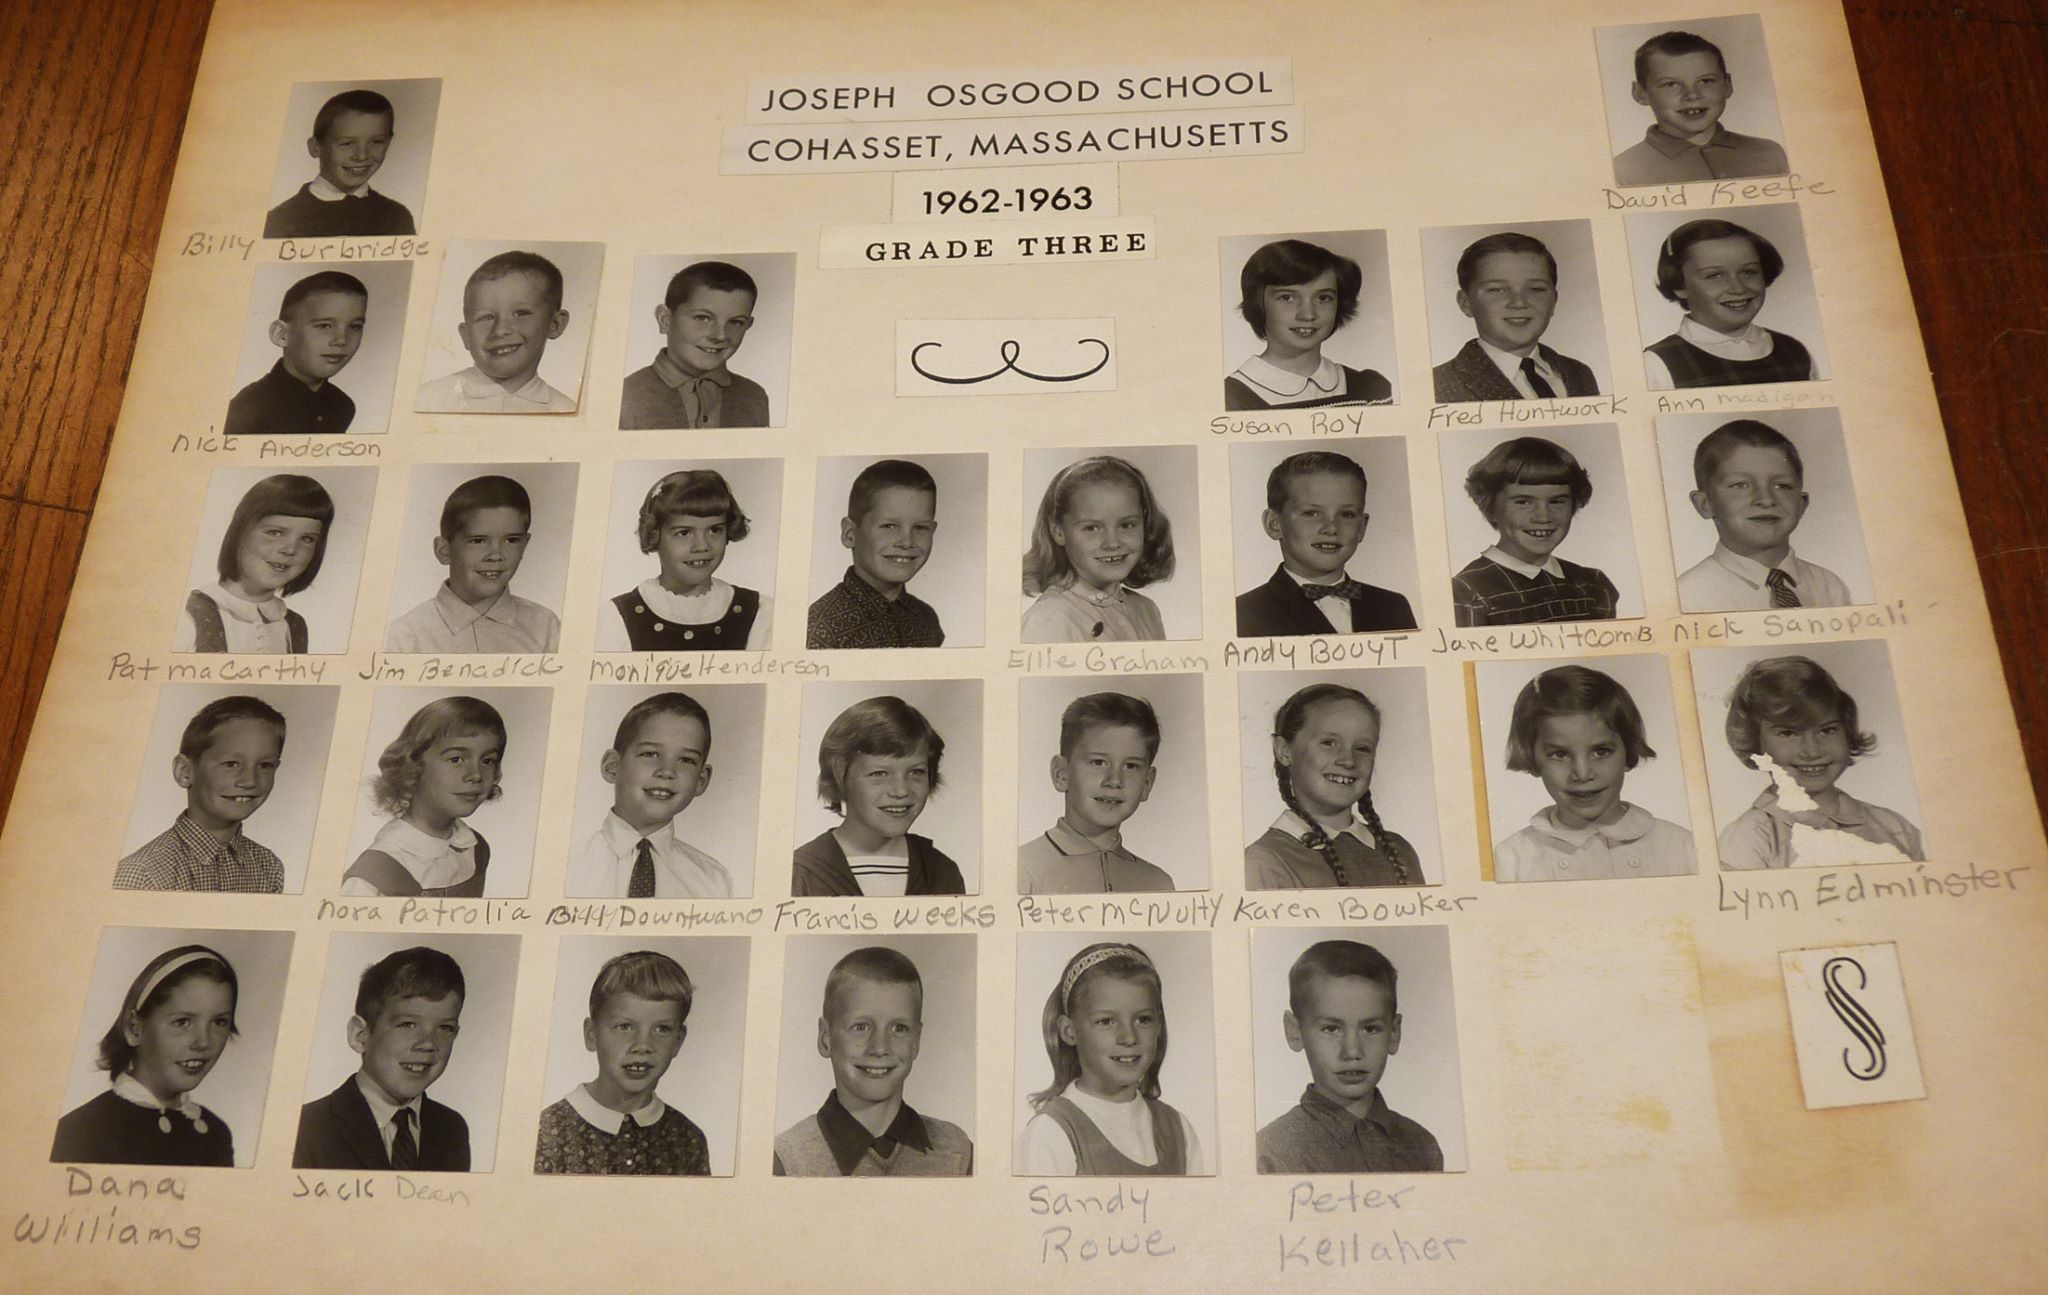 JOSEPH OSGOOD SCHOOL
COHASSET, MASSACHUSETTS
1962-1963
GRADE THREE
Billy Burbridge
David Keefe
Nick Anderson
Susan Roy
Fred Huntwork
Ann Madigan
Pat MaCarthy
Jim Benadick
Monique Henderson
Ellie Graham
Andy BouyT
Jane WhitcomB
Nick Sanopali
Nora Patrolia
Billy Downtwano
Francis Weeks
Peter McNulty
Karen Bowker
Lynn Edminster
Dana
Williams
Jack Dean
Sandy
Rowe
Peter
Kellaher